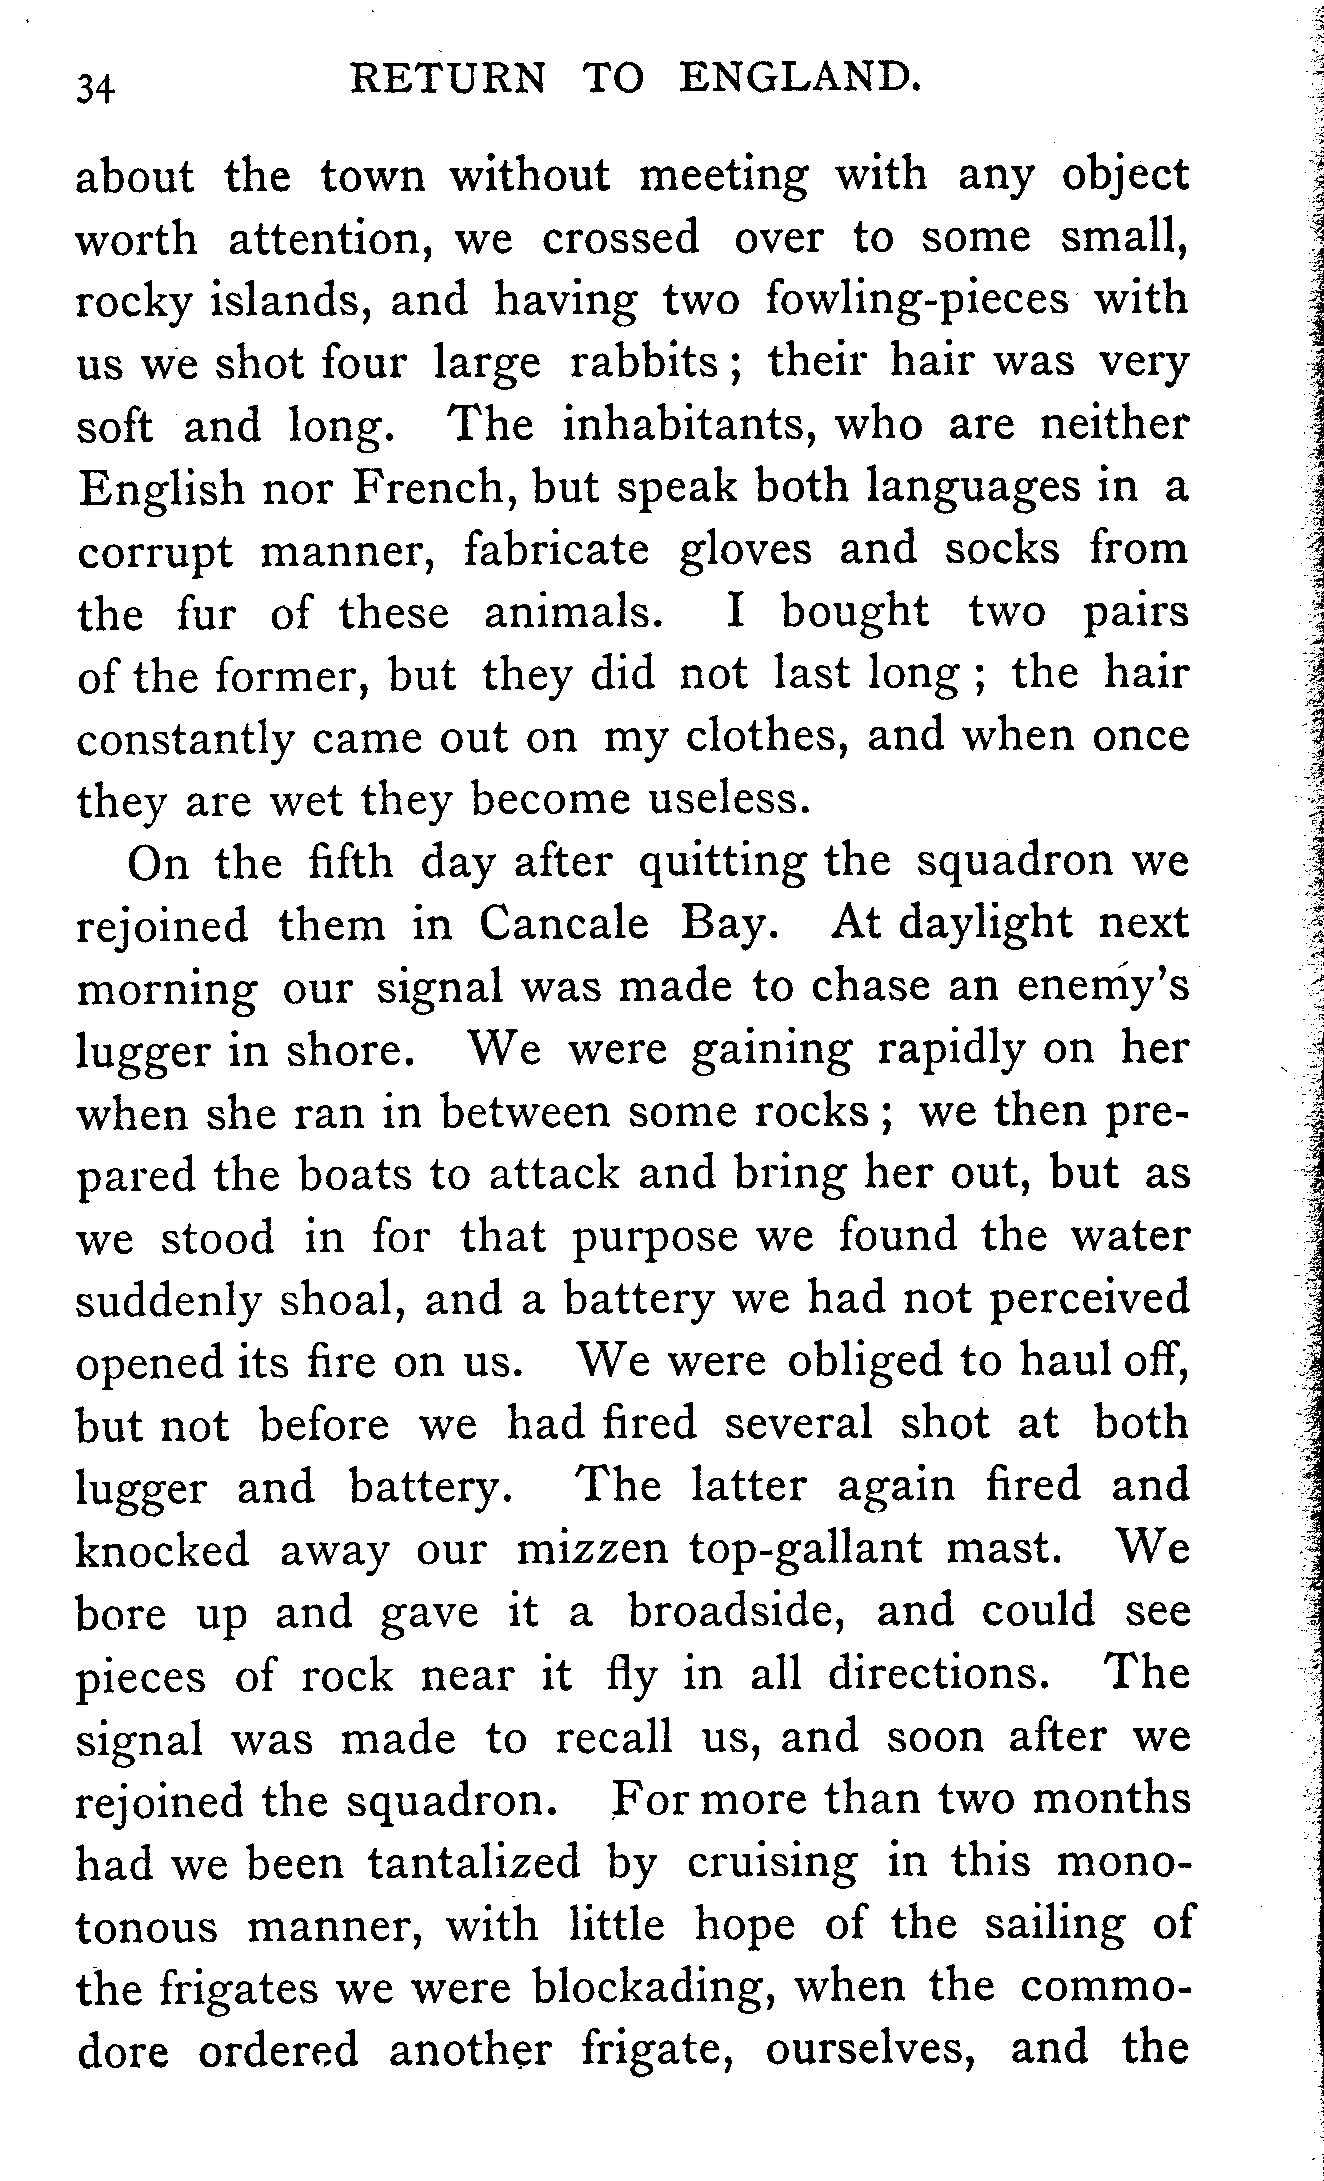 34 RETURN TO ENGLAND.
about the town without meeting with any object
worth attention, we crossed over to some small,
rocky islands, and having two fowling-pieces with
us we shot four large rabbits ; their hair was very
soft and long. The inhabitants, who are neither
English nor French, but speak both languages in a
corrupt manner, fabricate gloves and socks from
the fur of these animals. I bought two pairs
of the former, but they did not last long ; the hair
constantly came out on my clothes, and when once
they are wet they become useless.
On the fifth day after quitting the squadron we
rejoined them in Cancale Bay. At daylight next
morning our signal was made to chase an enemy's
lugger in shore. We were gaining rapidly on her
when she ran in between some rocks ; we then pre-
pared the boats to attack and bring her out, but as
we stood in for that purpose we found the water
suddenly shoal, and a battery we had not perceived
opened its fire on us. We were obliged to haul off,
but not before we had fired several shot at both
lugger and battery. The latter again fired and
knocked away our mizzen top-gallant mast. We
bore up and gave it a broadside, and could see
pieces of rock near it fly in all directions. The
signal was made to recall us, and soon after we
rejoined the squadron. For more than two months
had we been tantalized by cruising in this mono-
tonous manner, with little hope of the sailing of
the frigates we were blockading, when the commo-
dore ordered another frigate, ourselves, and the